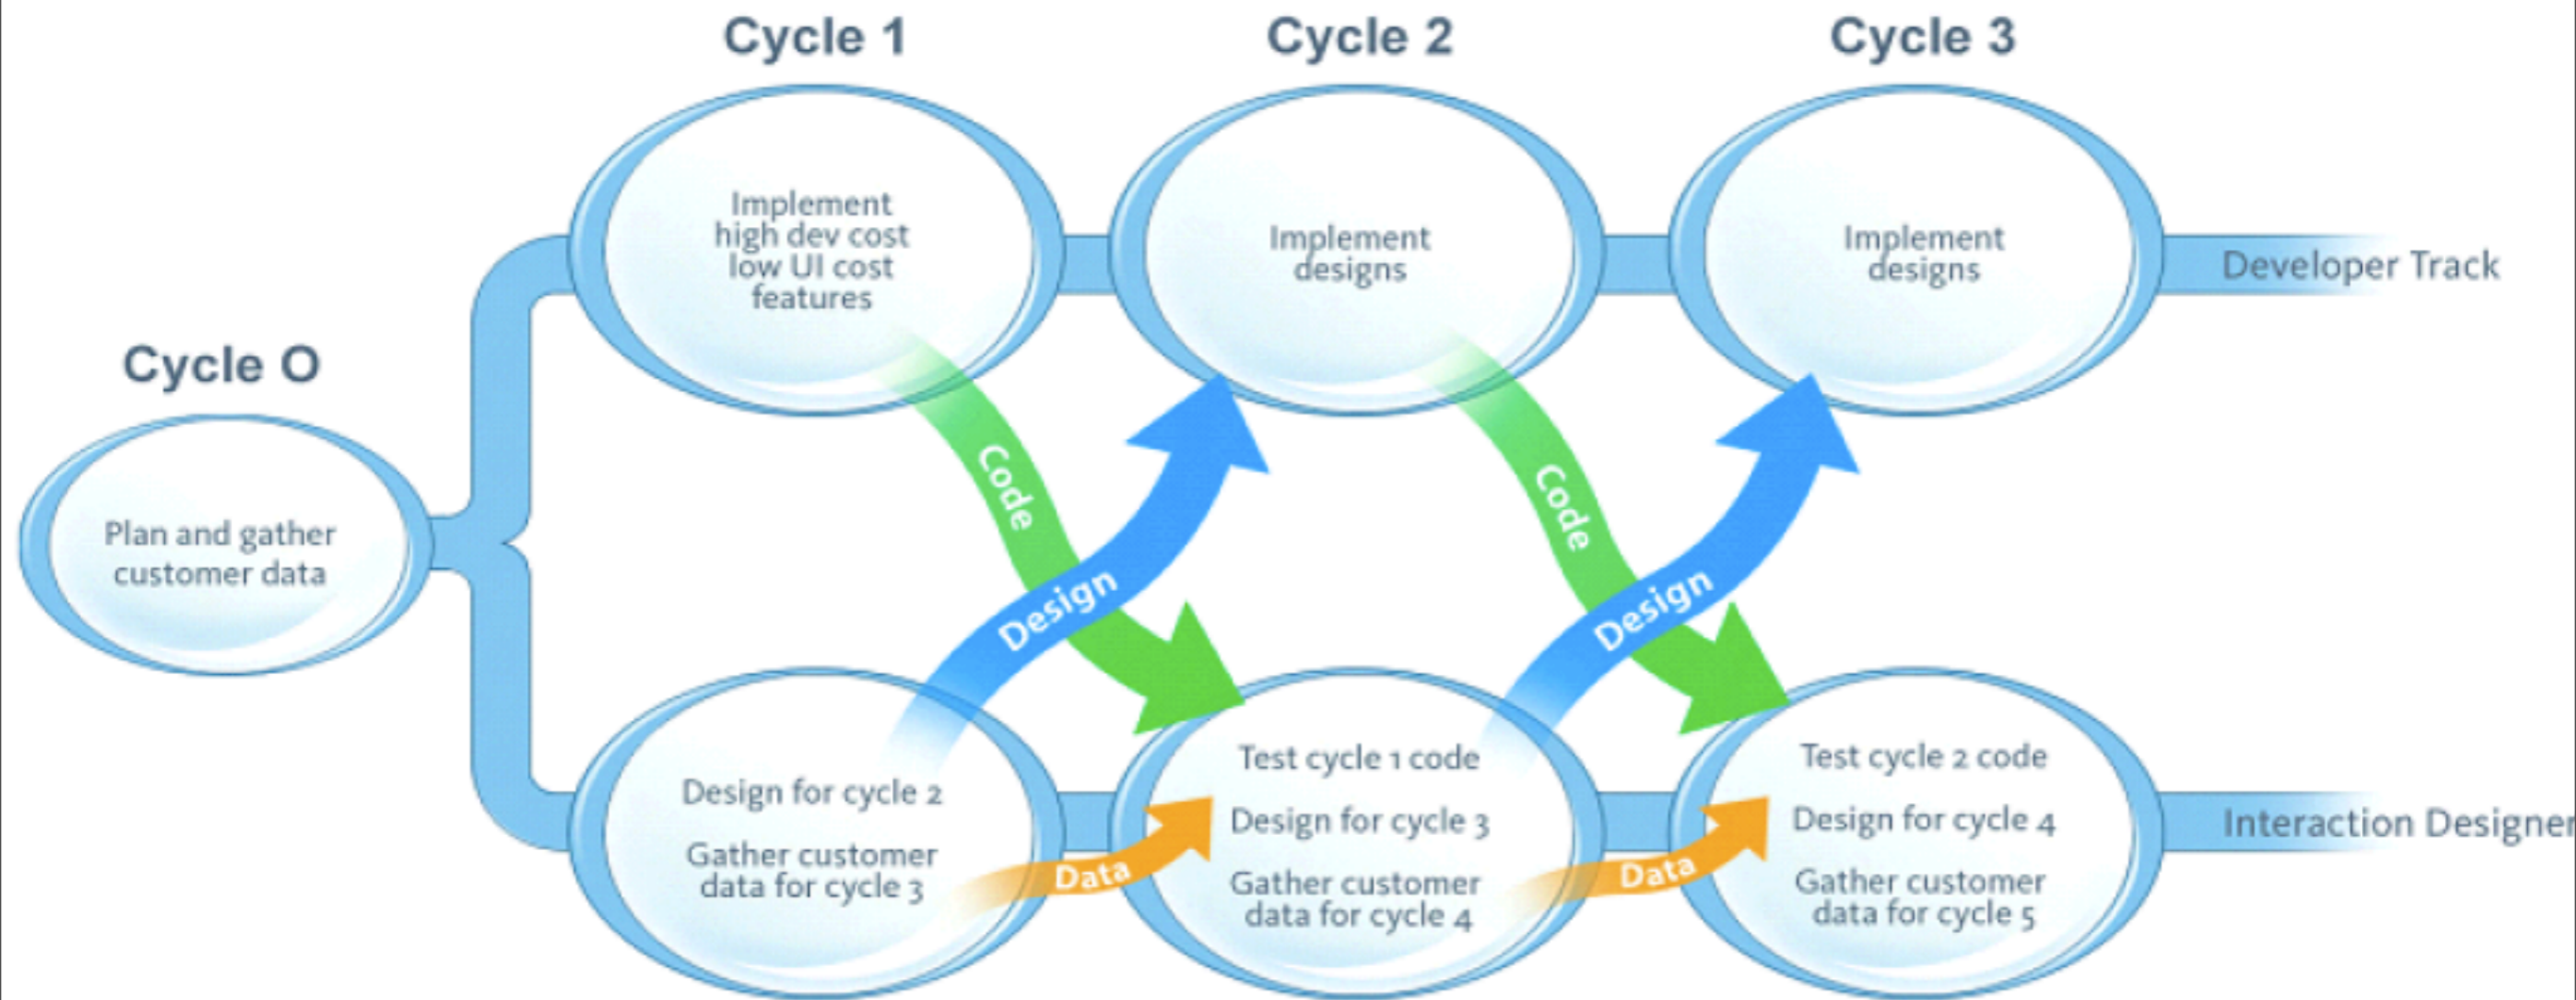 Cycle 1
Cycle 2
Cycle 3
Implement
high dev cost
low UI cost
features
Implement
designs
Implement
designs
Developer Track
Cycle O
Plan and gather
customer data
Code
Design
Code
Design
Design for cycle 2
Gather customer
data for cycle 3
Data
Test cycle 1 code
Design for cycle 3
Gather customer
data for cycle 4
Data
Test cycle 2 code
Design for cycle 4
Gather customer
data for cycle 5
Interaction Designer